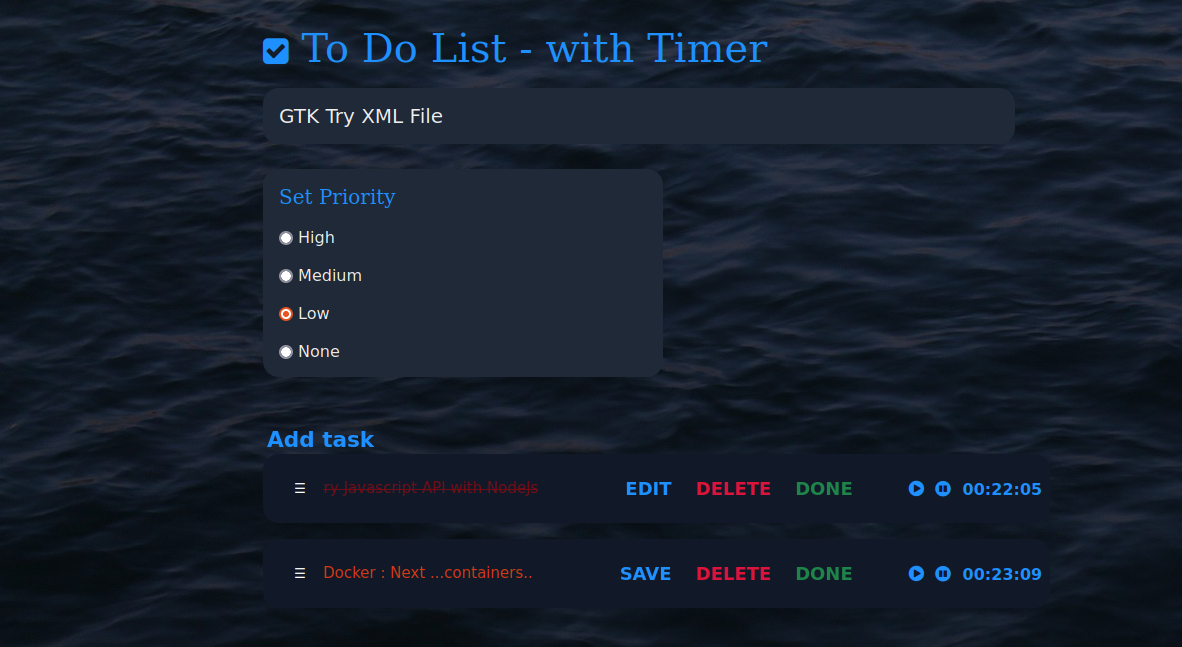 To Do List - with Timer
GTK Try XML File
Set Priority
High
Medium
Low
None
Add task
ry Javascript API with Nodejs EDIT DELETE DONE 00:22:05
Docker : Next ...containers.. SAVE DELETE DONE 00:23:09